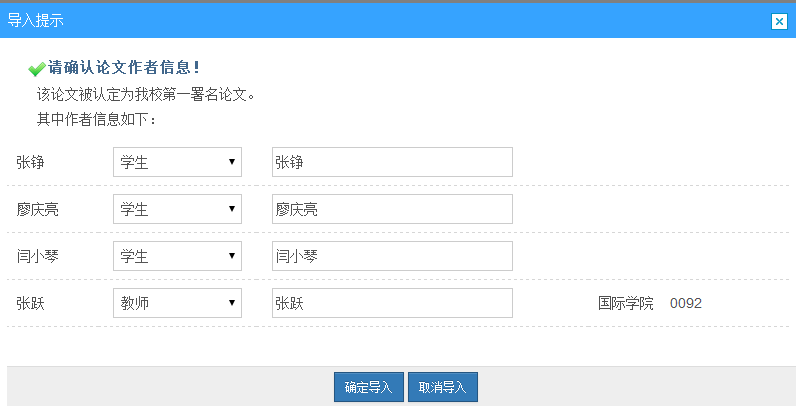 导入提示
请确认论文作者信息！
该论文被认定为我校第一署名论文。
其中作者信息如下：
张铮 学生 张铮
廖庆亮 学生 廖庆亮
闫小琴 学生 闫小琴
张跃 教师 张跃 国际学院 0092
确定导入 取消导入